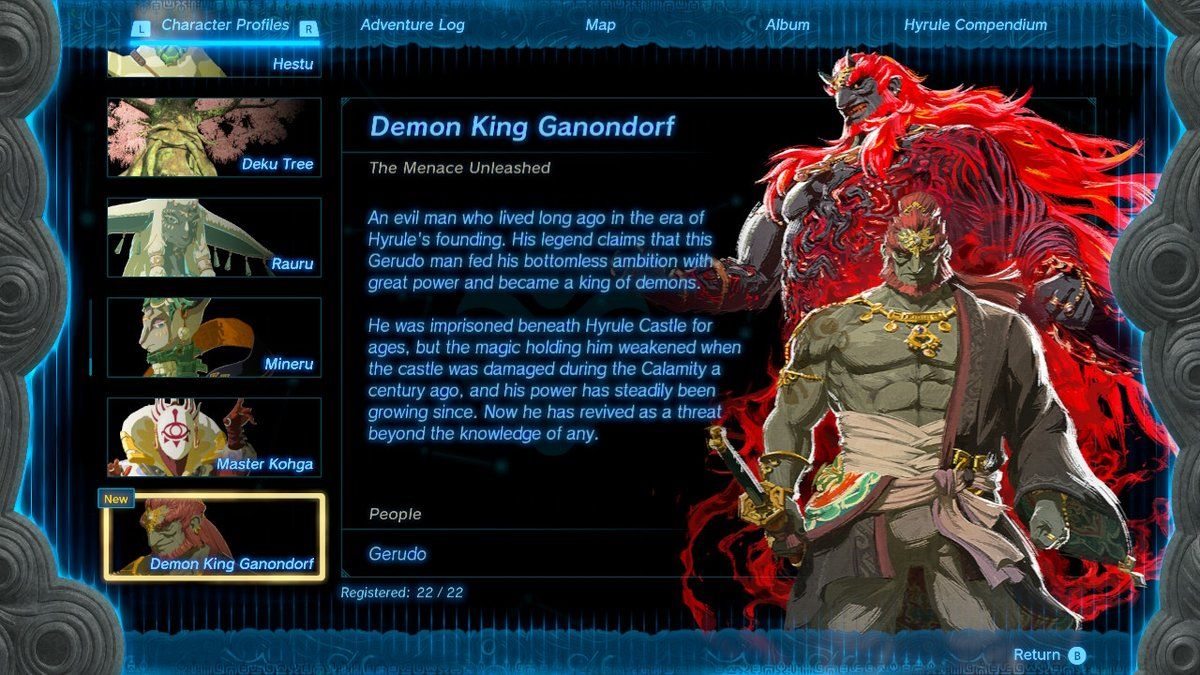 L Character Profiles R Adventure Log Map Album Hyrule Compendium
Hestu
Deku Tree
Rauru
Mineru
Master Kohga
New
Demon King Ganondorf
Demon King Ganondorf
The Menace Unleashed
An evil man who lived long ago in the era of
Hyrule's founding. His legend claims that this
Gerudo man fed his bottomless ambition with
great power and became a king of demons.
He was imprisoned beneath Hyrule Castle for
ages, but the magic holding him weakened when
the castle was damaged during the Calamity a
century ago, and his power has steadily been
growing since. Now he has revived as a threat
beyond the knowledge of any.
People
Gerudo
Registered: 22 / 22
Return B